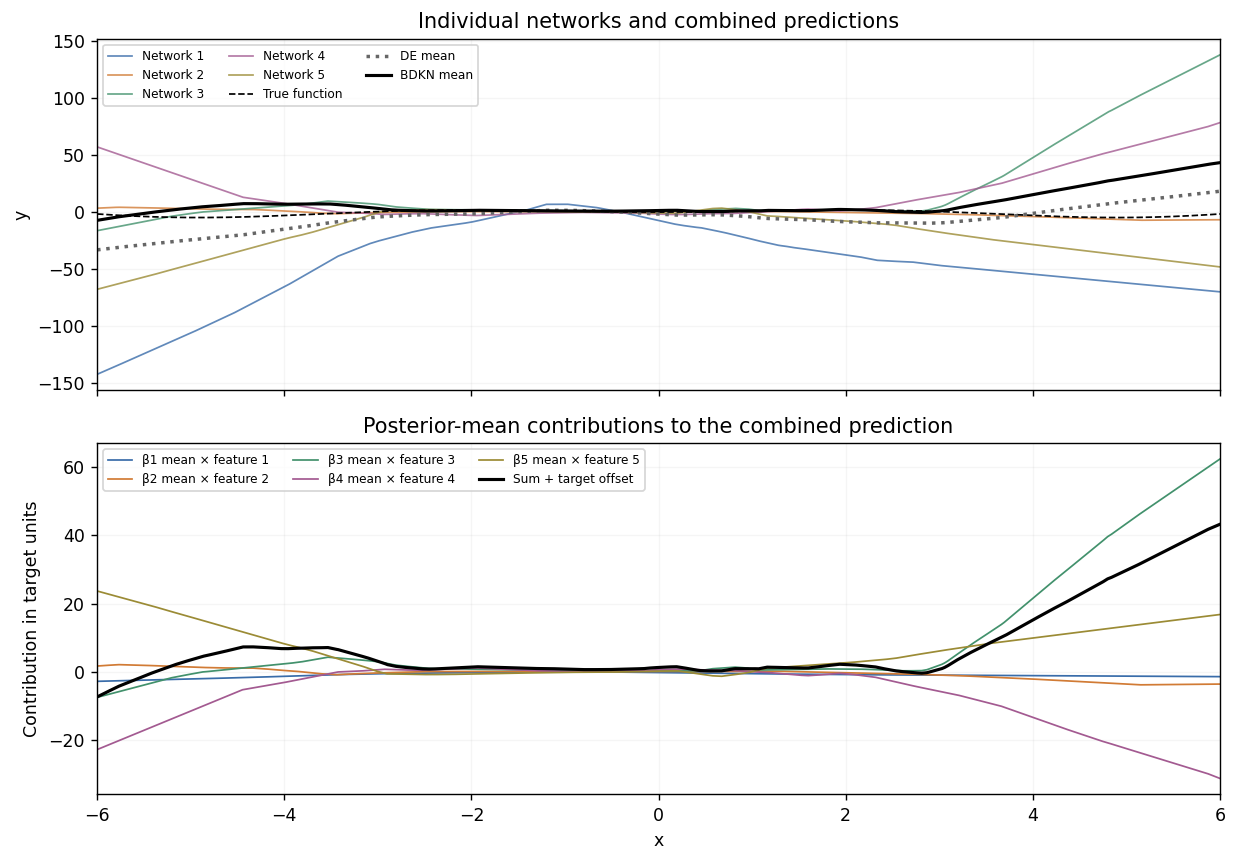 Individual networks and combined predictions
150
100
50
0
−50
−100
−150
y
Network 1
Network 2
Network 3
Network 4
Network 5
True function
DE mean
BDKN mean
Posterior-mean contributions to the combined prediction
60
40
20
0
−20
Contribution in target units
β1 mean × feature 1
β2 mean × feature 2
β3 mean × feature 3
β4 mean × feature 4
β5 mean × feature 5
Sum + target offset
−6
−4
−2
0
2
4
6
x